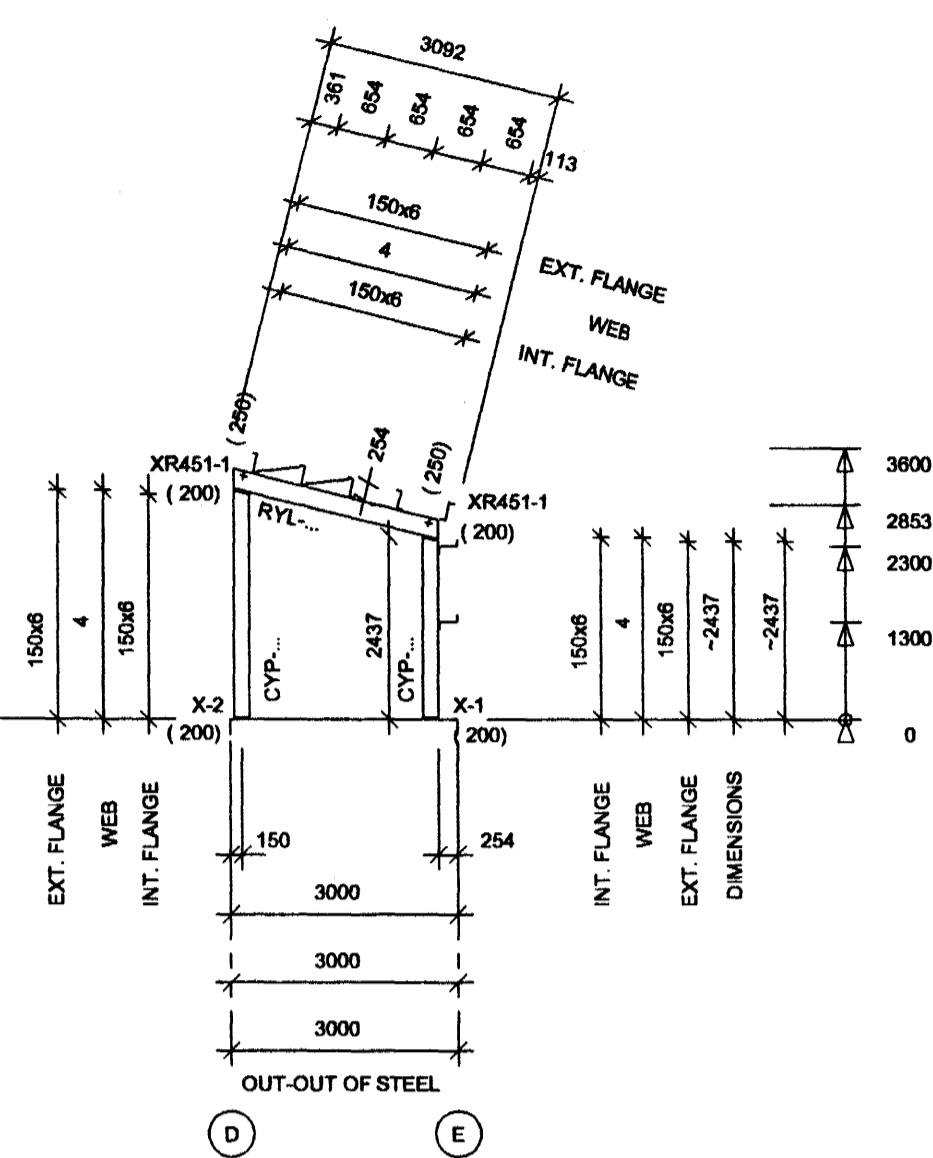 3092
361 654 654 654 654 113
150x6
4
150x6
EXT. FLANGE
WEB
INT. FLANGE
(250)
254
(250)
XR451-1
(200)
XR451-1
(200)
RYL-...
3600
2853
2300
1300
0
150x6
4
150x6
CYP-...
2437
CYP-...
150x6
4
150x6
~2437
~2437
X-2
(200)
X-1
(200)
EXT. FLANGE
WEB
INT. FLANGE
INT. FLANGE
WEB
EXT. FLANGE
DIMENSIONS
150
254
3000
3000
3000
OUT-OUT OF STEEL
D
E